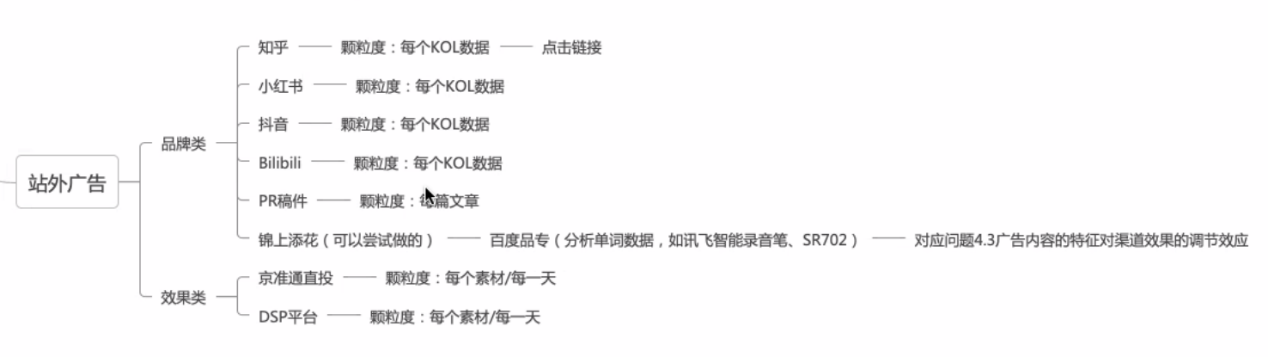 站外广告
品牌类
知乎 颗粒度：每个KOL数据 点击链接
小红书 颗粒度：每个KOL数据
抖音 颗粒度：每个KOL数据
Bilibili 颗粒度：每个KOL数据
PR稿件 颗粒度：每篇文章
锦上添花（可以尝试做的） 百度品专（分析单词数据，如讯飞智能录音笔、SR702） 对应问题4.3广告内容的特征对渠道效果的调节效应
效果类
京准通直投 颗粒度：每个素材/每一天
DSP平台 颗粒度：每个素材/每一天